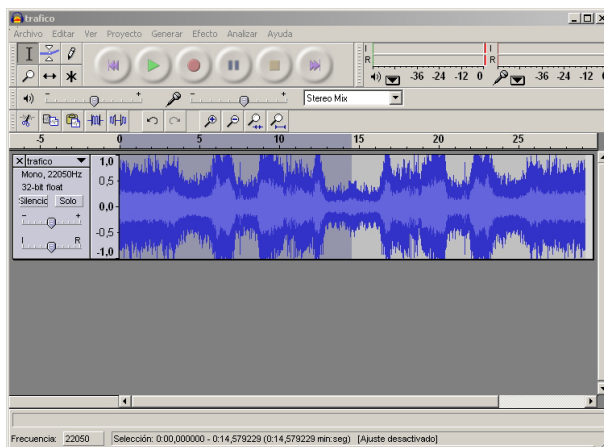 trafico
Archivo Editar Ver Proyecto Generar Efecto Analizar Ayuda
I
R
-36 -24 -12 0
I
R
-36 -24 -12 0
- +
- +
Stereo Mix
-5 0 5 10 15 20 25
trafico
Mono, 22050Hz
32-bit float
Silencio Solo
- +
I R
1,0
0,5
0,0
-0,5
-1,0
Frecuencia: 22050 Selección: 0:00,000000 - 0:14,579229 (0:14,579229 min:seg) [Ajuste desactivado]